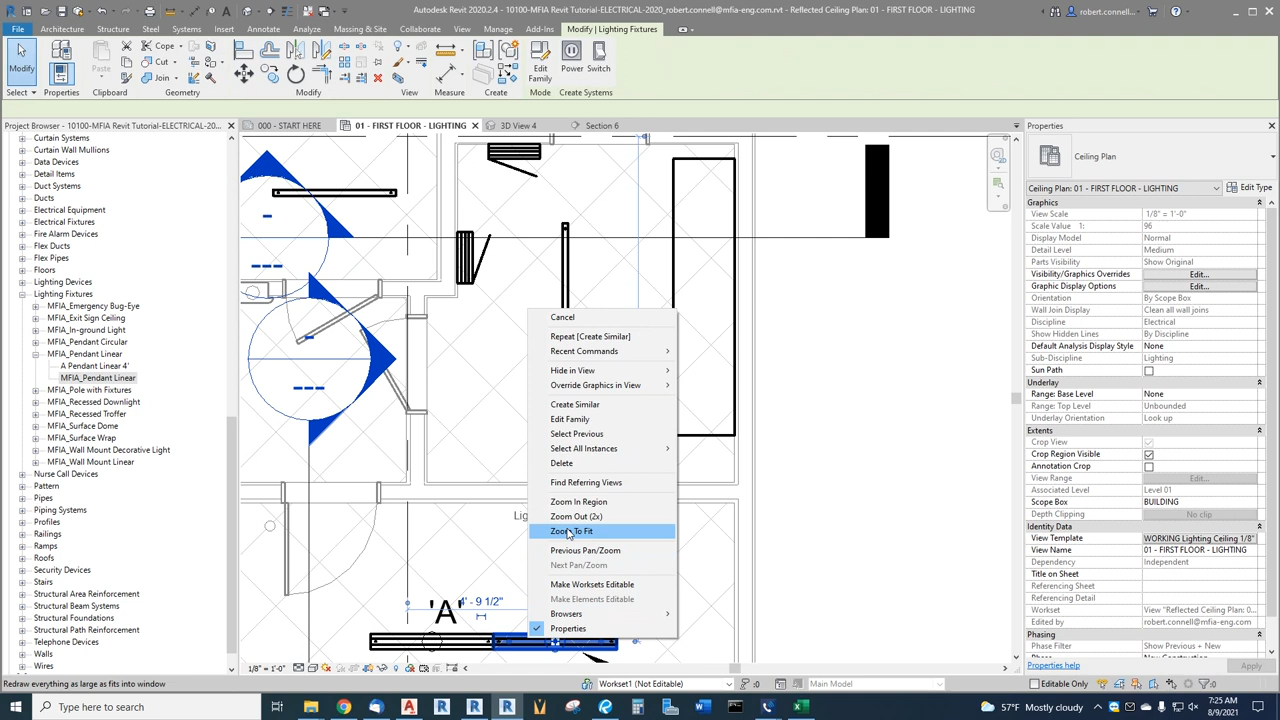 Autodesk Revit 2020.2.4 - 10100-MFIA-ELECTRICAL-2020_robert.connell@mfia-eng.com.rvt - Reflected Ceiling Plan: 01 - FIRST FLOOR - LIGHTING
robert.connell...
File Architecture Structure Steel Systems Insert Annotate Analyze Massing & Site Collaborate View Manage Add-Ins Modify | Lighting Fixtures
Modify Paste Cope Cut Join Edit Family Power Switch
Select Properties Clipboard Geometry Modify View Measure Create Mode Create Systems
Project Browser - 10100-MFIA Revit Tutorial-ELECTRICAL-20...
000 - START HERE
01 - FIRST FLOOR - LIGHTING
3D View 4
Section 6
Properties
Curtain Systems
Curtain Wall Mullions
Data Devices
Detail Items
Duct Systems
Ducts
Electrical Equipment
Electrical Fixtures
Fire Alarm Devices
Flex Ducts
Flex Pipes
Floors
Lighting Devices
Lighting Fixtures
MFIA_Emergency Bug-Eye
MFIA_Exit Sign Ceiling
MFIA_In-ground Light
MFIA_Pendant Circular
MFIA_Pendant Linear
A Pendant Linear 4'
MFIA_Pendant Linear
MFIA_Pole with Fixtures
MFIA_Recessed Downlight
MFIA_Recessed Troffer
MFIA_Surface Dome
MFIA_Surface Wrap
MFIA_Wall Mount Decorative Light
MFIA_Wall Mount Linear
Nurse Call Devices
Pattern
Pipes
Piping Systems
Profiles
Railings
Ramps
Roofs
Security Devices
Stairs
Structural Area Reinforcement
Structural Beam Systems
Structural Foundations
Structural Path Reinforcement
Telephone Devices
Walls
Wires
Cancel
Repeat [Create Similar]
Recent Commands
Hide in View
Override Graphics in View
Create Similar
Edit Family
Select Previous
Select All Instances
Delete
Find Referring Views
Zoom In Region
Zoom Out (2x)
Zoom To Fit
Previous Pan/Zoom
Next Pan/Zoom
Make Worksets Editable
Make Elements Editable
Browsers
Properties
'A'
4' - 9 1/2"
Ceiling Plan
Ceiling Plan: 01 - FIRST FLOOR - LIGHTING Edit Type
Graphics
View Scale 1/8" = 1'-0"
Scale Value 1: 96
Display Model Normal
Detail Level Medium
Parts Visibility Show Original
Visibility/Graphics Overrides Edit...
Graphic Display Options Edit...
Orientation By Scope Box
Wall Join Display Clean all wall joins
Discipline Electrical
Show Hidden Lines By Discipline
Default Analysis Display Style None
Sub-Discipline Lighting
Sun Path
Underlay
Range: Base Level None
Range: Top Level Unbounded
Underlay Orientation Look up
Extents
Crop View
Crop Region Visible
Annotation Crop
View Range Edit...
Associated Level Level 01
Scope Box BUILDING
Depth Clipping No clip
Identity Data
View Template WORKING Lighting Ceiling 1/8"
View Name 01 - FIRST FLOOR - LIGHTING
Dependency Independent
Title on Sheet
Referencing Sheet
Referencing Detail
Workset View "Reflected Ceiling Plan: 0...
Edited by robert.connell@mfia-eng.com
Phasing
Phase Filter Show Previous + New
Properties help Apply
1/8" = 1'-0"
Redraw everything as large as fits into window
Workset1 (Not Editable)
:0
Main Model
Editable Only
:0
Type here to search
57°F Mostly cloudy
7:25 AM
8/9/2021